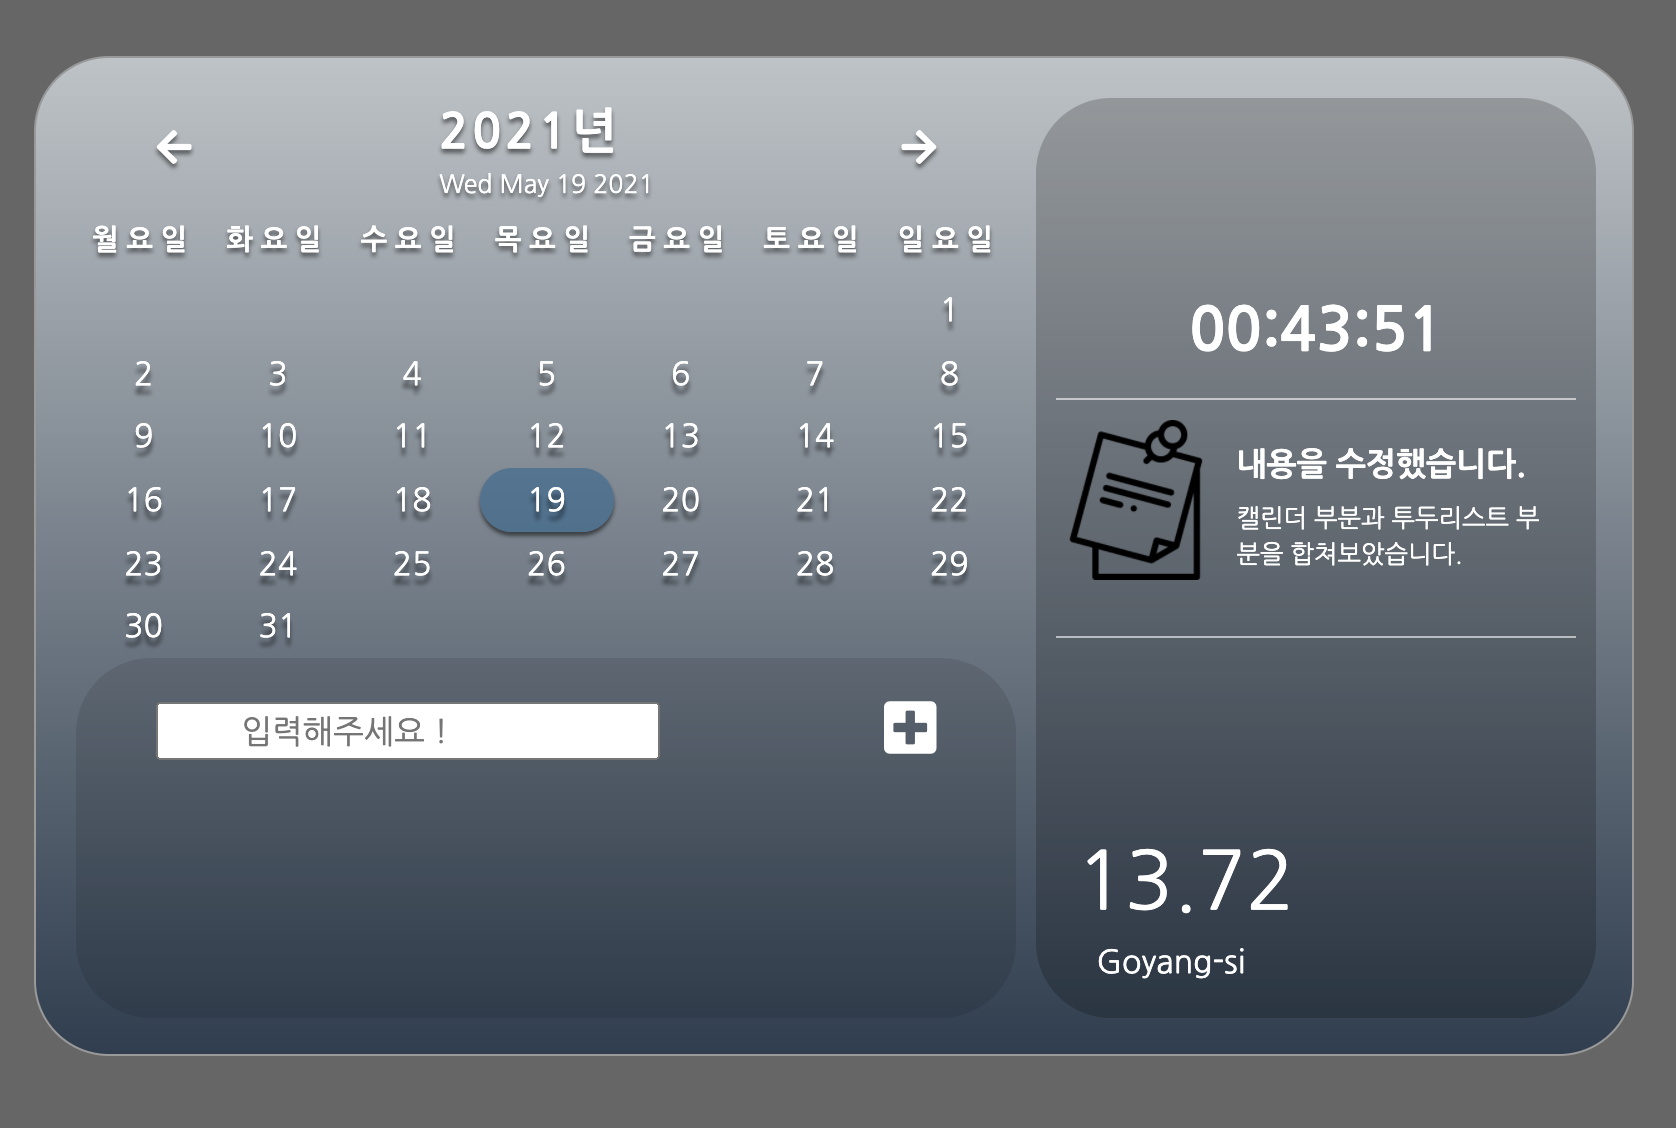 2021년
Wed May 19 2021
월요일 화요일 수요일 목요일 금요일 토요일 일요일
1
2 3 4 5 6 7 8
9 10 11 12 13 14 15
16 17 18 19 20 21 22
23 24 25 26 27 28 29
30 31
입력해주세요 !
00:43:51
내용을 수정했습니다.
캘린더 부분과 투두리스트 부
분을 합쳐보았습니다.
13.72
Goyang-si